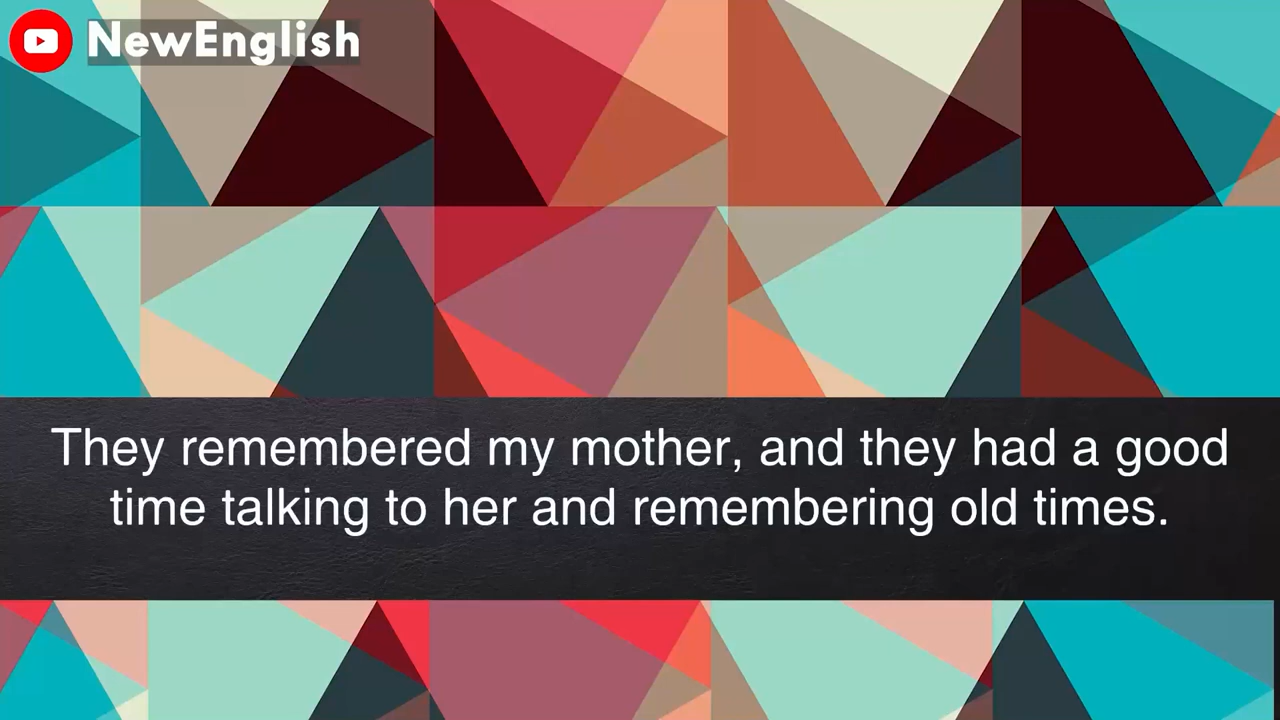 NewEnglish
They remembered my mother, and they had a good
time talking to her and remembering old times.